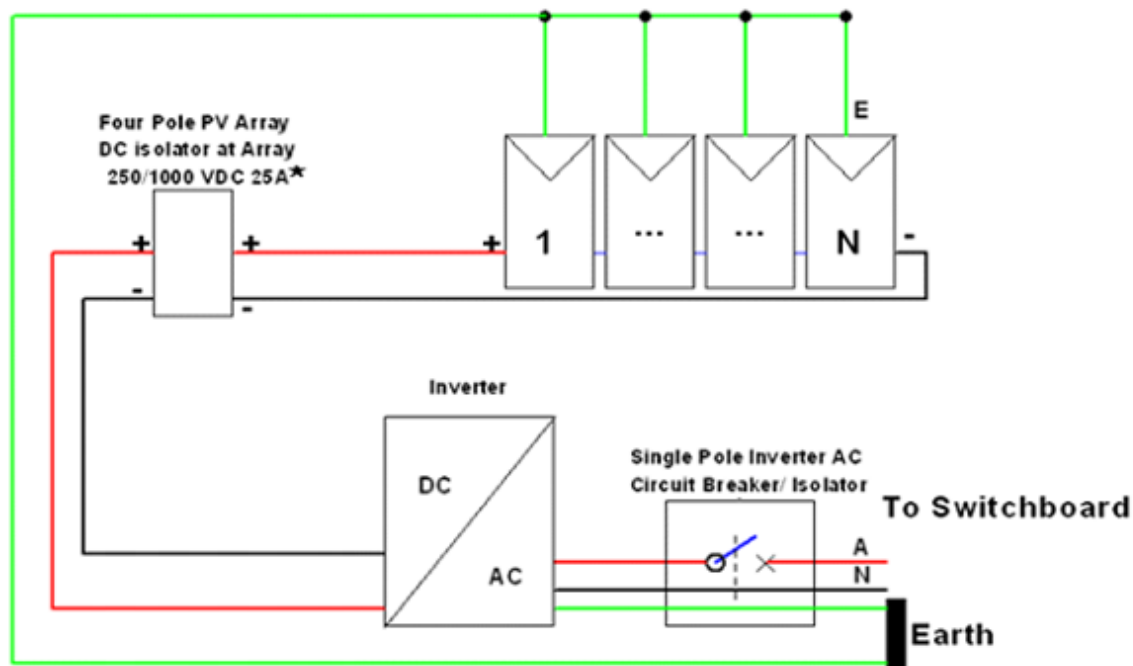 E
Four Pole PV Array
DC isolator at Array
250/1000 VDC 25A★
+ + + 1 ... ... N -
- -
Inverter
DC
AC
Single Pole Inverter AC
Circuit Breaker/ Isolator
To Switchboard
A
N
Earth